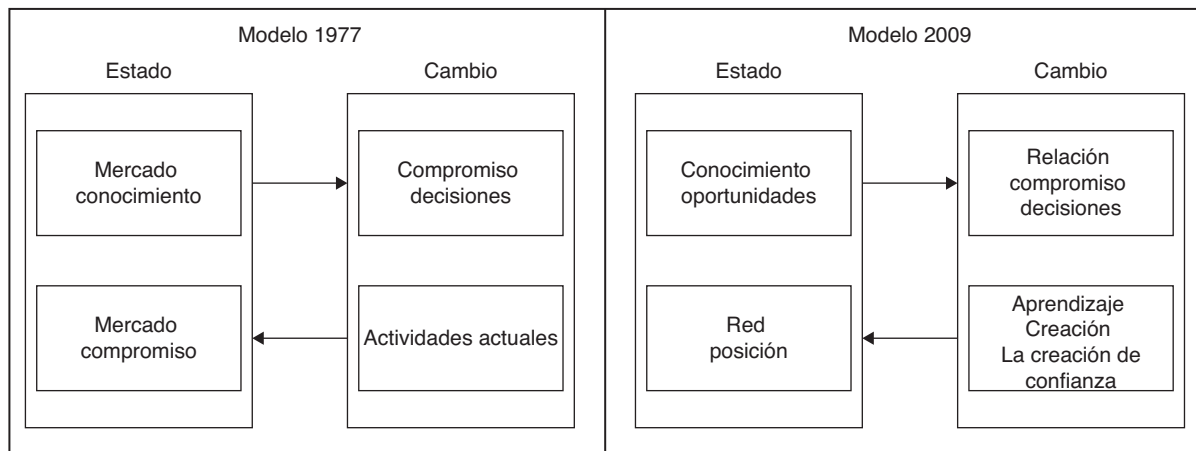 Modelo 1977
Estado
Cambio
Mercado
conocimiento
Compromiso
decisiones
Mercado
compromiso
Actividades actuales
Modelo 2009
Estado
Cambio
Conocimiento
oportunidades
Relación
compromiso
decisiones
Red
posición
Aprendizaje
Creación
La creación de
confianza